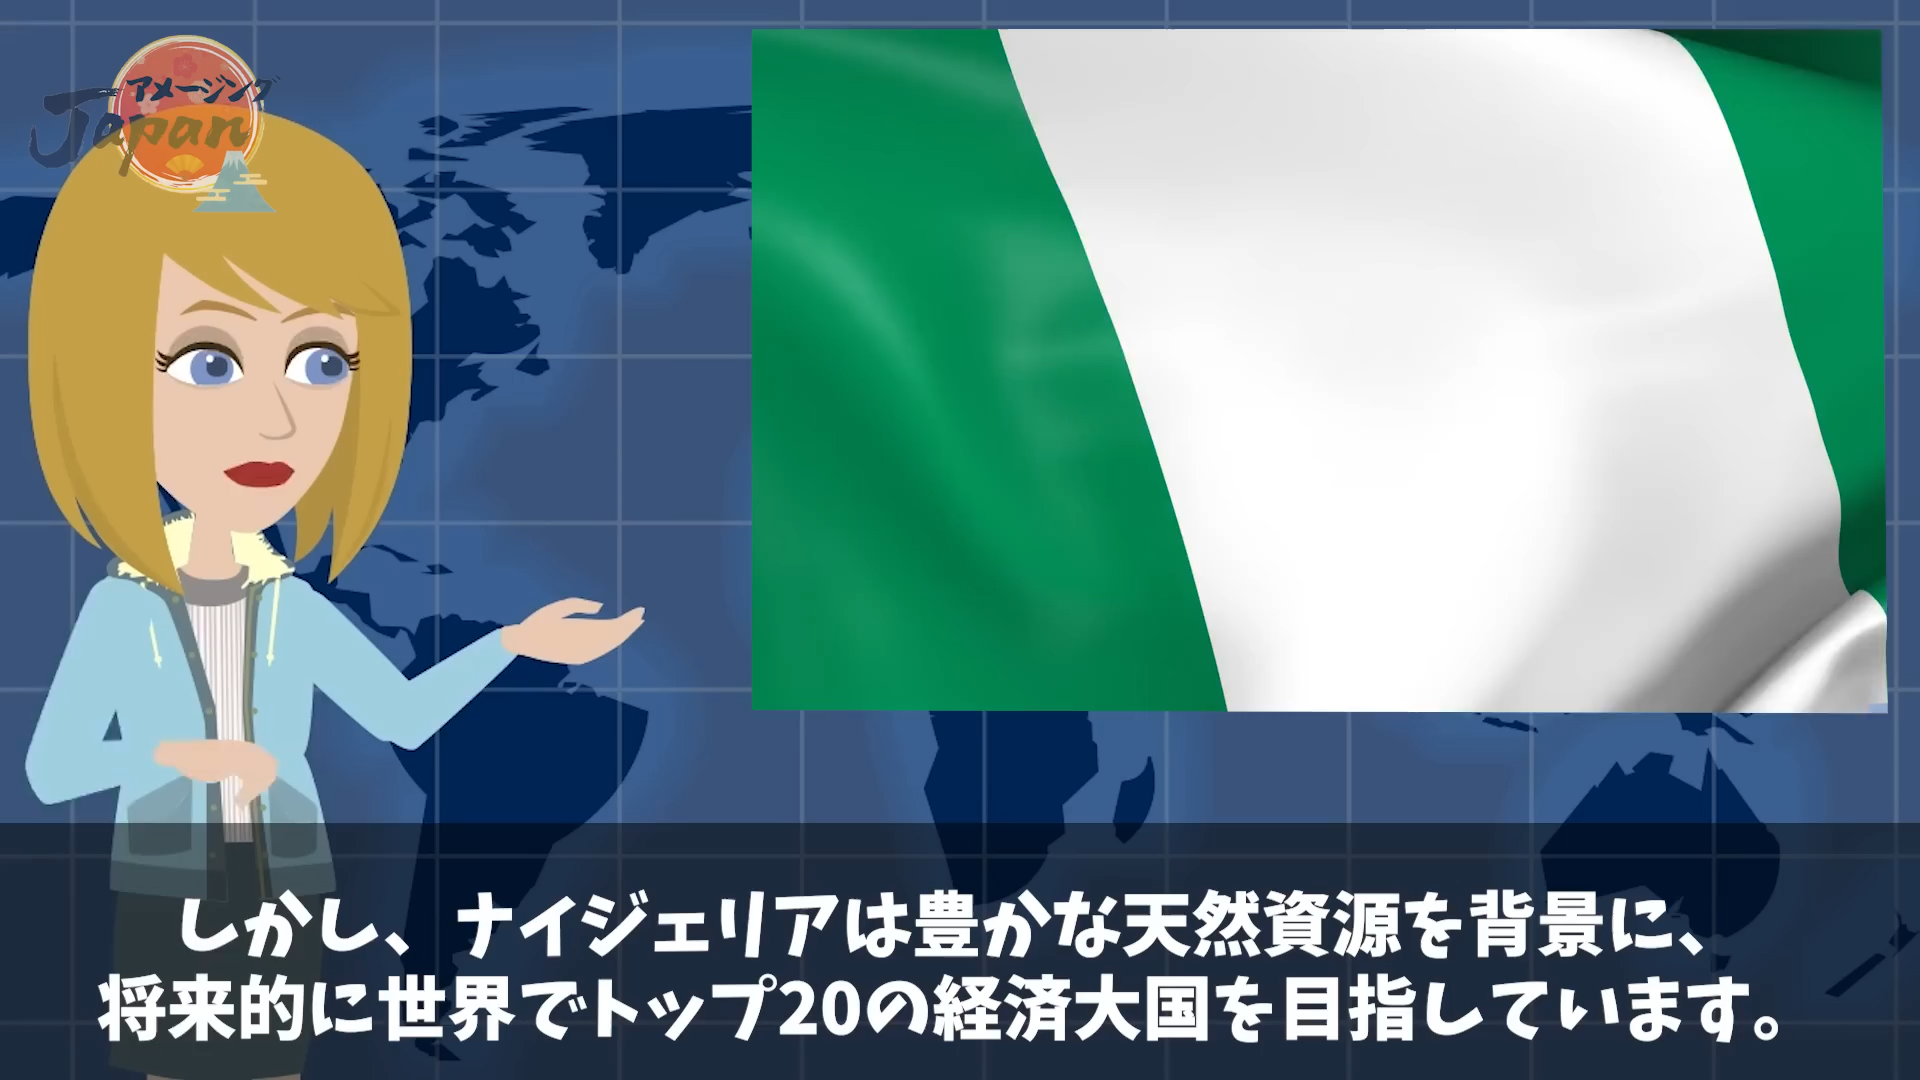 アメージング
Japan
しかし、ナイジェリアは豊かな天然資源を背景に、
将来的に世界でトップ20の経済大国を目指しています。